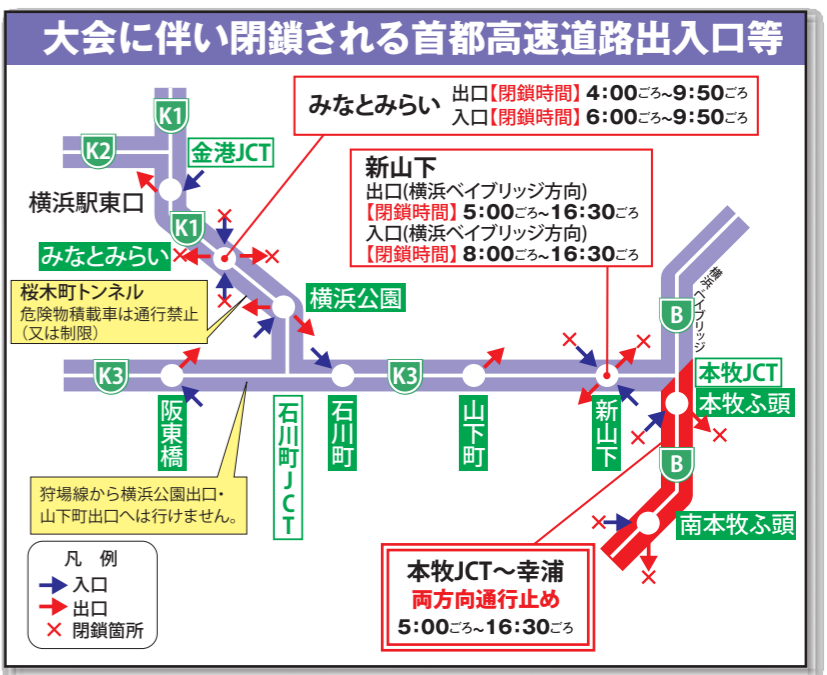 大会に伴い閉鎖される首都高速道路出入口等
みなとみらい
出口【閉鎖時間】4:00ごろ~9:50ごろ
入口【閉鎖時間】6:00ごろ~9:50ごろ
K1
K2
金港JCT
新山下
出口(横浜ベイブリッジ方向)
【閉鎖時間】5:00ごろ~16:30ごろ
入口(横浜ベイブリッジ方向)
【閉鎖時間】8:00ごろ~16:30ごろ
横浜駅東口
K1
みなとみらい
桜木町トンネル
危険物積載車は通行禁止
(又は制限)
横浜公園
横浜ベイブリッジ
B
K3
K3
本牧JCT
本牧ふ頭
阪東橋
石川町JCT
石川町
山下町
新山下
B
狩場線から横浜公園出口・
山下町出口へは行けません。
南本牧ふ頭
凡 例
入口
出口
閉鎖箇所
本牧JCT~幸浦
両方向通行止め
5:00ごろ~16:30ごろ